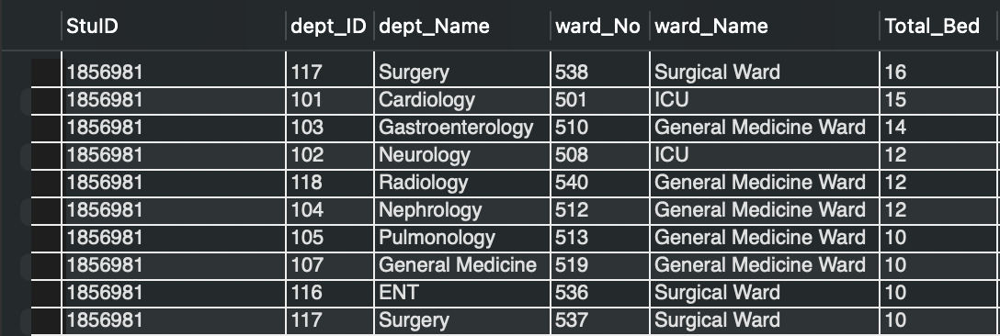 StuID dept_ID dept_Name ward_No ward_Name Total_Bed
1856981 117 Surgery 538 Surgical Ward 16
1856981 101 Cardiology 501 ICU 15
1856981 103 Gastroenterology 510 General Medicine Ward 14
1856981 102 Neurology 508 ICU 12
1856981 118 Radiology 540 General Medicine Ward 12
1856981 104 Nephrology 512 General Medicine Ward 12
1856981 105 Pulmonology 513 General Medicine Ward 10
1856981 107 General Medicine 519 General Medicine Ward 10
1856981 116 ENT 536 Surgical Ward 10
1856981 117 Surgery 537 Surgical Ward 10